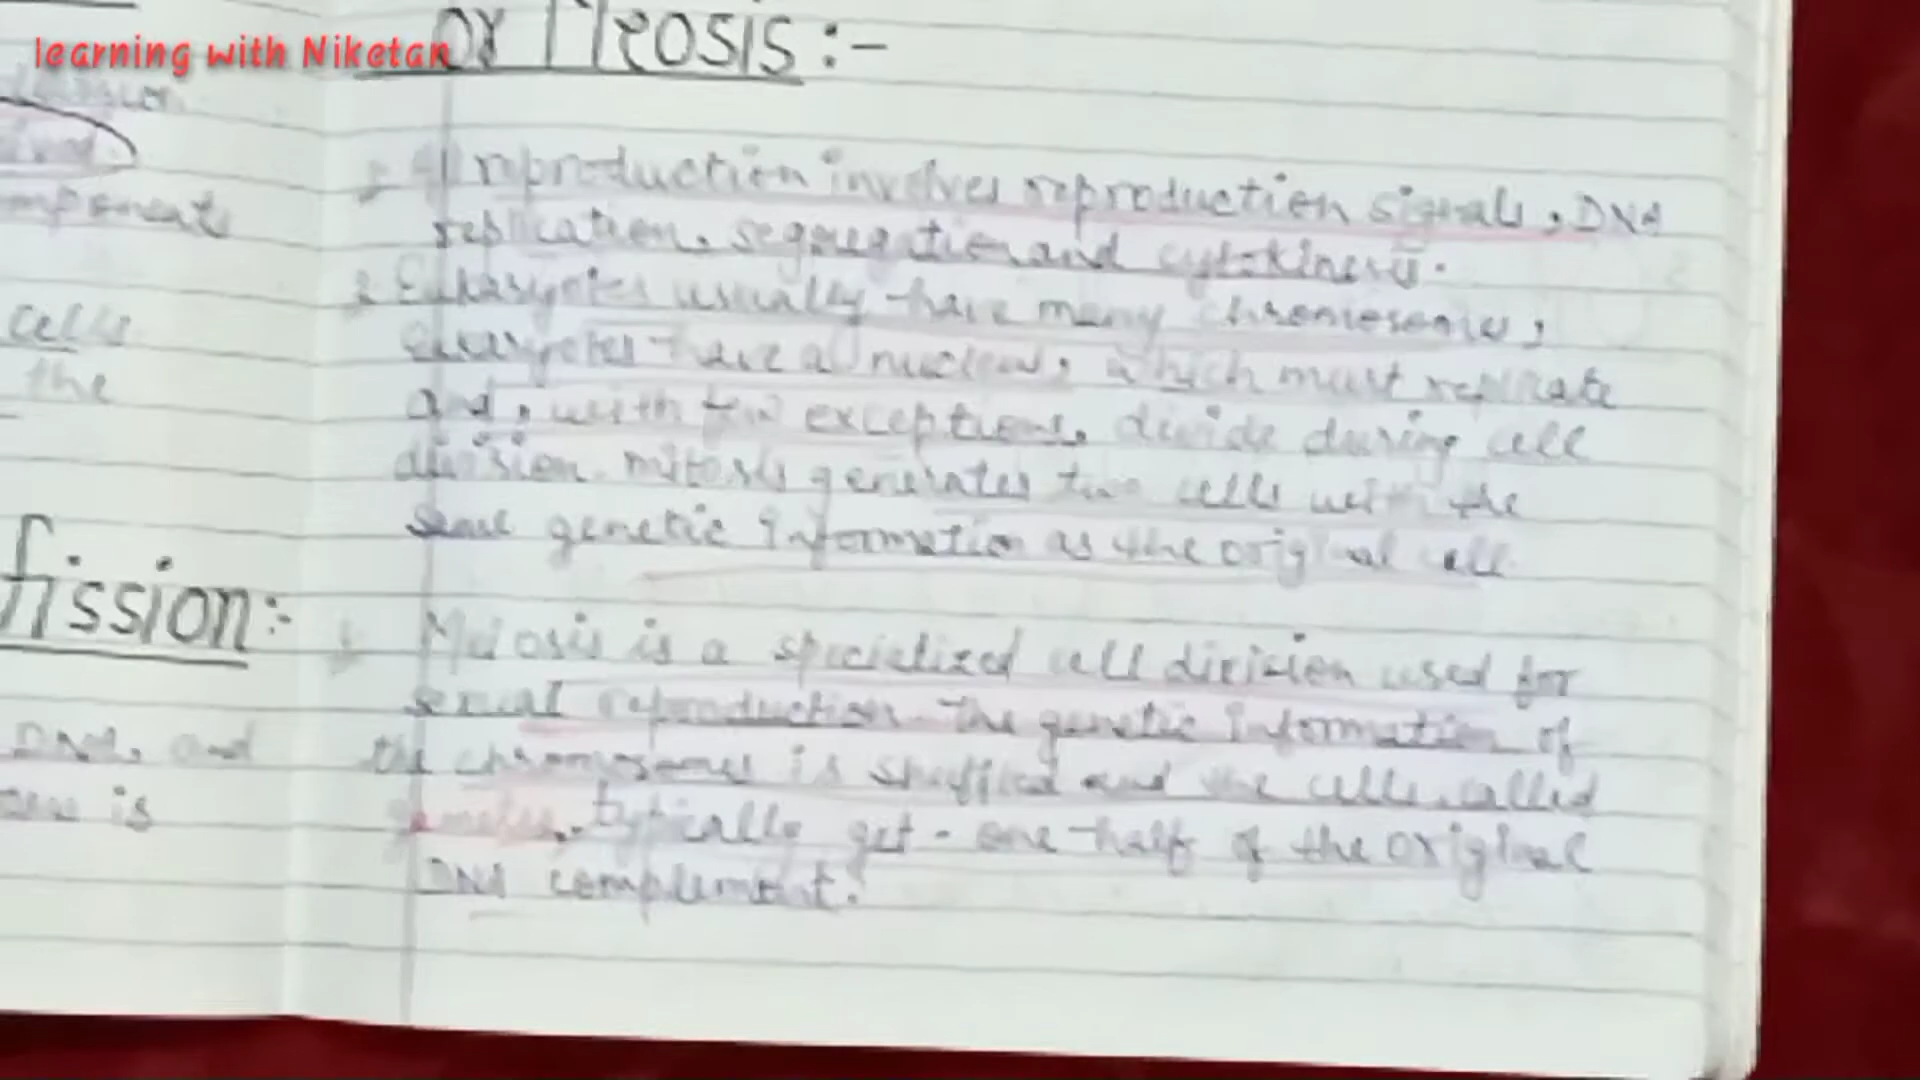 learning with Niketan
or Meosis:-
reproduction involves reproduction signals, DNA
replication, segregation and cytokinesis.
Eukaryotes usually have many chromosomes;
Eukaryotes have a nucleus, which must replicate
and, with few exceptions, divide during cell
division. mitosis generates two cells with the
same genetic information as the original cell.
Meiosis is a specialized cell division used for
sexual reproduction. The genetic information of
the chromosomes is shuffled and the cells, called
gametes, typically get - one-half of the original
DNA complement.
cells
the
fission:-
DNA, and
is